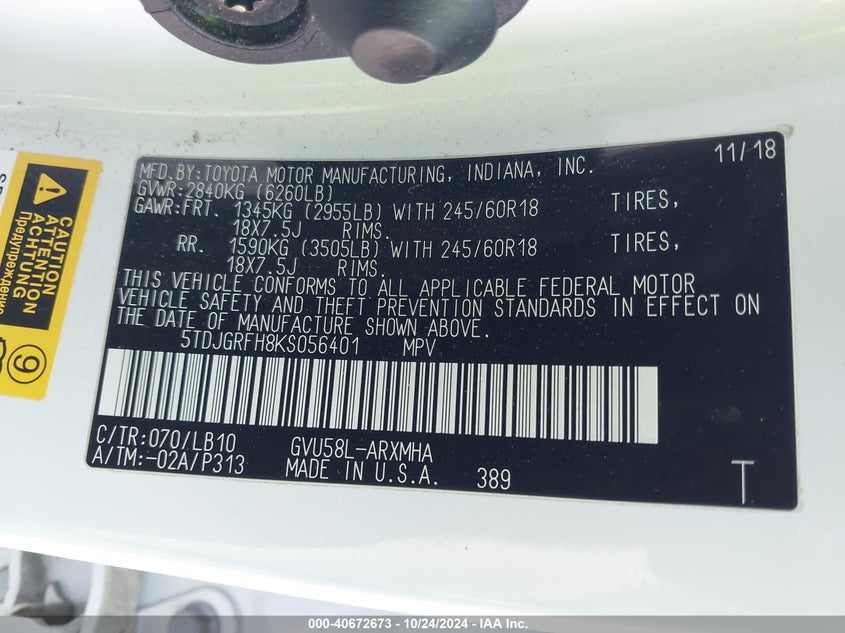 MFD.BY:TOYOTA MOTOR MANUFACTURING, INDIANA, INC. 11/18
GVWR:2840KG (6260LB)
GAWR:FRT. 1345KG (2955LB) WITH 245/60R18 TIRES,
18X7.5J RIMS.
RR. 1590KG (3505LB) WITH 245/60R18 TIRES,
18X7.5J RIMS.
THIS VEHICLE CONFORMS TO ALL APPLICABLE FEDERAL MOTOR
VEHICLE SAFETY AND THEFT PREVENTION STANDARDS IN EFFECT ON
THE DATE OF MANUFACTURE SHOWN ABOVE.
5TDJGRFH8KS056401 MPV
C/TR:070/LB10 GVU58L-ARXMHA
A/TM:-02A/P313 MADE IN U.S.A. 389 T
CAUTION
ATTENTION
ACHTUNG
Предупреждение
9
000-40672673 - 10/24/2024 - IAA Inc.